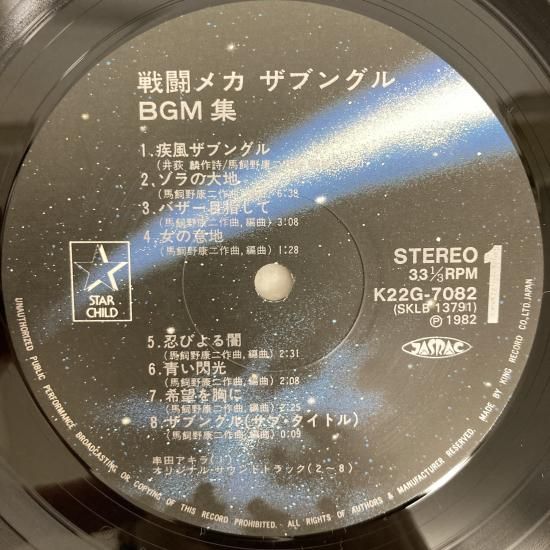 戦闘メカ ザブングル
BGM 集
1.疾風ザブングル
(井荻 麟作詩/馬飼野康二
2.ゾラの大地
(馬飼野康二作曲,編曲) 6:38
3.バザー目指して
(馬飼野康二作曲,編曲) 3:08
4.女の意地
(馬飼野康二作曲,編曲) 1:28
STAR
CHILD
STEREO
33⅓RPM
K22G-7082
(SKLB 13791)
Ⓟ 1982
1
JASRAC
5.忍びよる闇
(馬飼野康二作曲,編曲) 2:31
6.青い閃光
(馬飼野康二作曲,編曲) 2:08
7.希望を胸に
(馬飼野康二作曲,編曲) 2:25
8.ザブングル(サブ・タイトル)
(馬飼野康二作曲,編曲) 0:09
串田アキラ(1)
オリジナル・サウンドトラック(2~8)
UNAUTHORIZED PUBLIC PERFORMANCE BROADCASTING OR COPYING OF THIS RECORD PROHIBITED. ALL RIGHTS OF AUTHORS & MANUFACTURER RESERVED. MADE BY KING RECORD CO., LTD. JAPAN